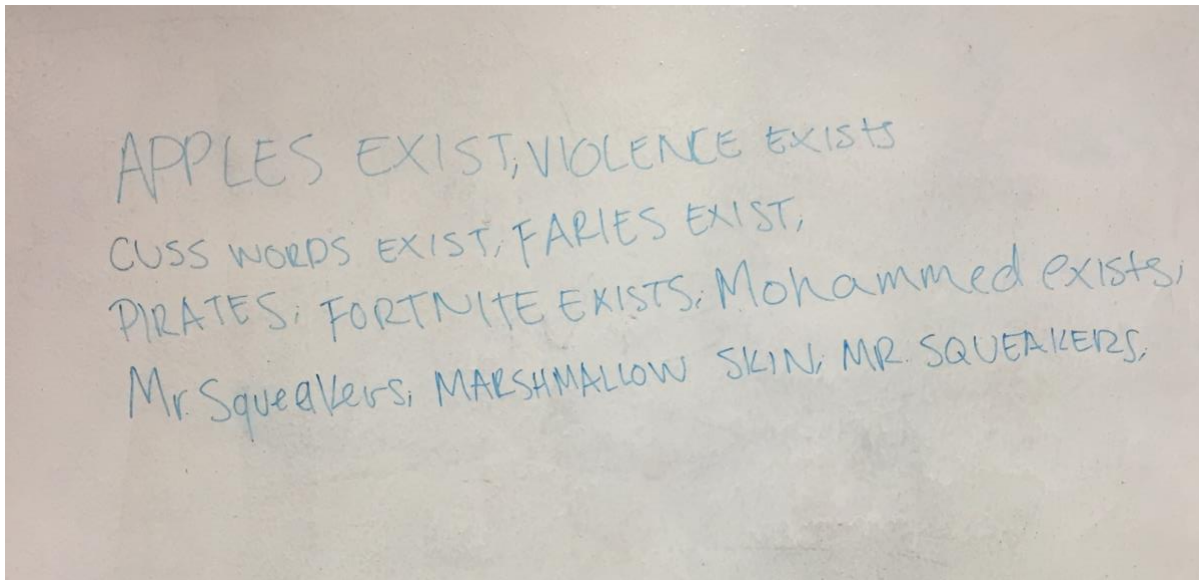 APPLES EXIST; VIOLENCE EXISTS
CUSS WORDS EXIST; FARIES EXIST;
PIRATES; FORTNITE EXISTS; Mohammed exists;
Mr. Squeakers; MARSHMALLOW SKIN; MR. SQUEAKERS;